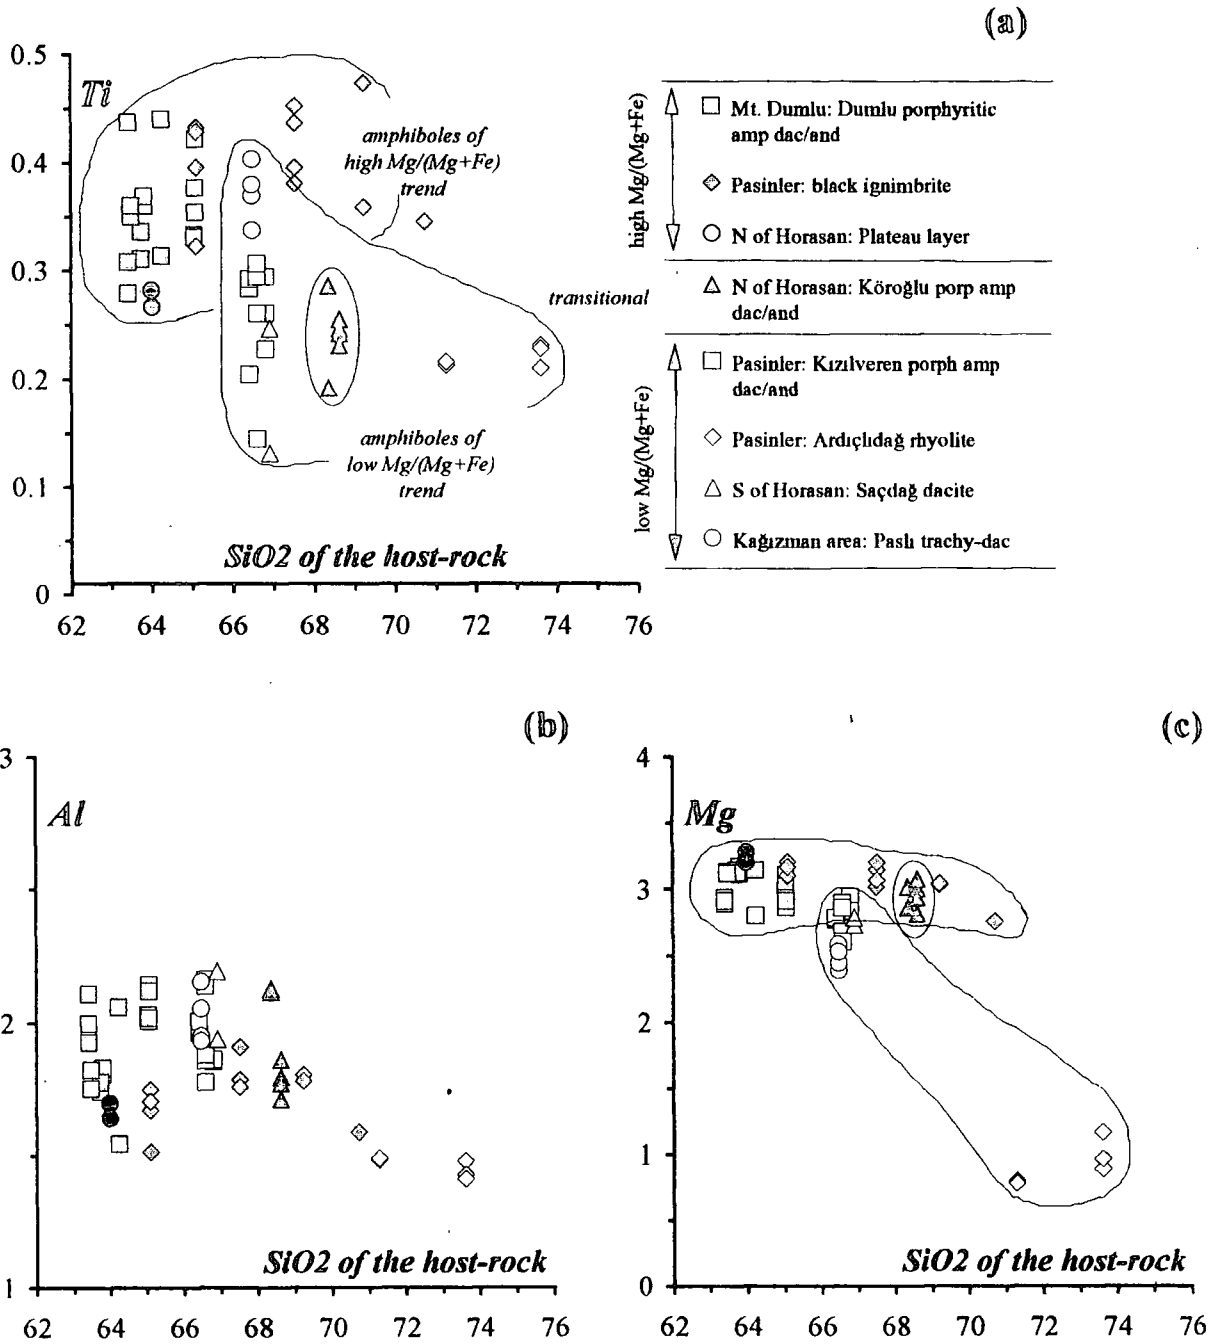 (a)
0.5
0.4
0.3
0.2
0.1
0
Ti
amphiboles of
high Mg/(Mg+Fe)
trend
transitional
amphiboles of
low Mg/(Mg+Fe)
trend
SiO2 of the host-rock
62 64 66 68 70 72 74 76
high Mg/(Mg+Fe)
Mt. Dumlu: Dumlu porphyritic
amp dac/and
Pasinler: black ignimbrite
N of Horasan: Plateau layer
N of Horasan: Köroğlu porp amp
dac/and
low Mg/(Mg+Fe)
Pasinler: Kızılveren porph amp
dac/and
Pasinler: Ardıçlıdağ rhyolite
S of Horasan: Saçdağ dacite
Kağızman area: Paslı trachy-dac
(b)
3
2
1
Al
SiO2 of the host-rock
62 64 66 68 70 72 74 76
(c)
4
3
2
1
0
Mg
SiO2 of the host-rock
62 64 66 68 70 72 74 76